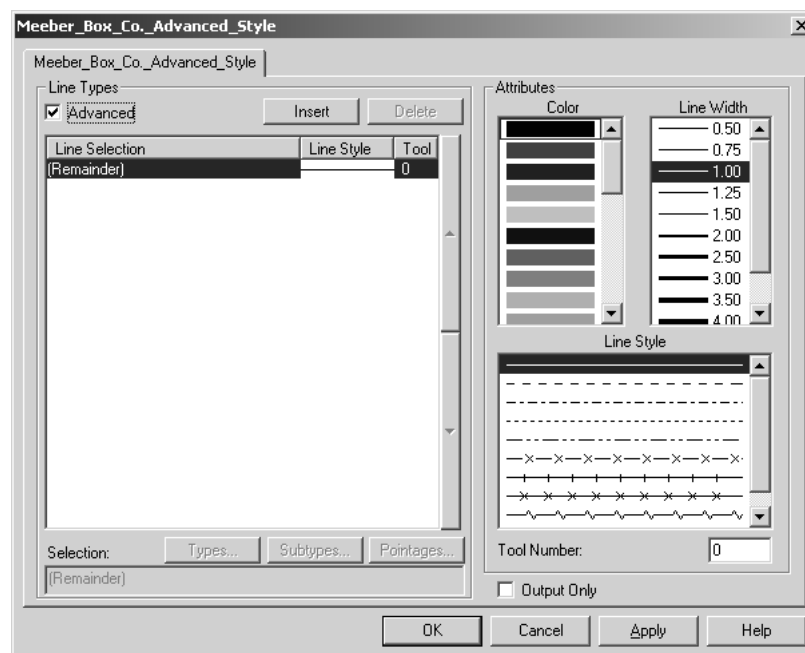 Meeber_Box_Co._Advanced_Style
Meeber_Box_Co._Advanced_Style
Line Types
Advanced
Insert
Delete
Line Selection
Line Style
Tool
(Remainder)
0
Selection:
Types...
Subtypes...
Pointages...
(Remainder)
Attributes
Color
Line Width
0.50
0.75
1.00
1.25
1.50
2.00
2.50
3.00
3.50
4.00
Line Style
Tool Number:
0
Output Only
OK
Cancel
Apply
Help